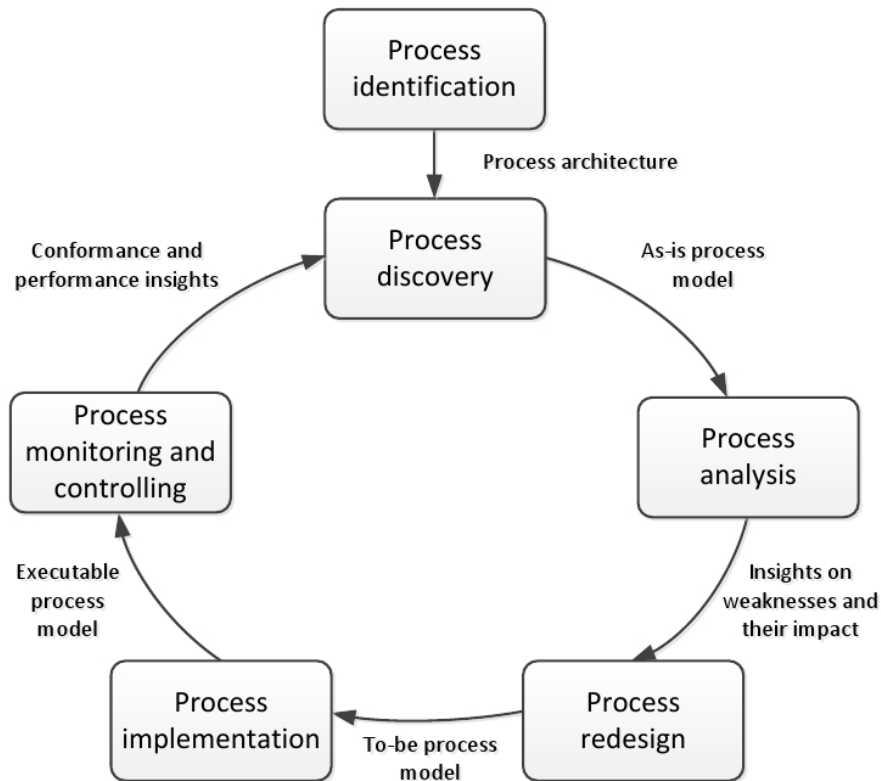 Process
identification
Process architecture
Process
discovery
As-is process
model
Process
analysis
Insights on
weaknesses and
their impact
Process
redesign
To-be process
model
Process
implementation
Executable
process
model
Process
monitoring and
controlling
Conformance and
performance insights